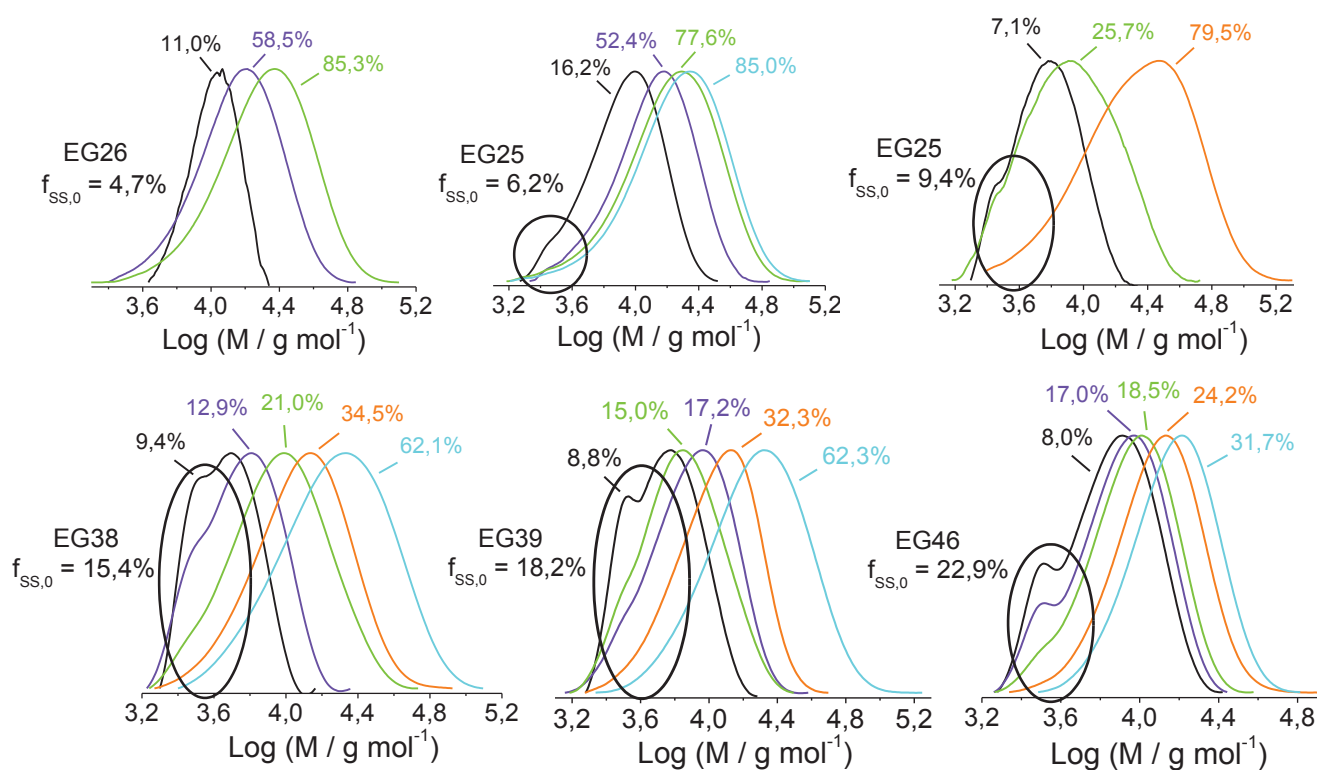 11,0%
58,5%
85,3%
EG26
f_SS,0 = 4,7%
3,6 4,0 4,4 4,8 5,2
Log (M / g mol⁻¹)
16,2%
52,4%
77,6%
85,0%
EG25
f_SS,0 = 6,2%
3,2 3,6 4,0 4,4 4,8 5,2
Log (M / g mol⁻¹)
7,1%
25,7%
79,5%
EG25
f_SS,0 = 9,4%
3,2 3,6 4,0 4,4 4,8 5,2
Log (M / g mol⁻¹)
9,4%
12,9%
21,0%
34,5%
62,1%
EG38
f_SS,0 = 15,4%
3,2 3,6 4,0 4,4 4,8 5,2
Log (M / g mol⁻¹)
8,8%
15,0%
17,2%
32,3%
62,3%
EG39
f_SS,0 = 18,2%
3,2 3,6 4,0 4,4 4,8 5,2
Log (M / g mol⁻¹)
8,0%
17,0%
18,5%
24,2%
31,7%
EG46
f_SS,0 = 22,9%
3,2 3,6 4,0 4,4 4,8
Log (M / g mol⁻¹)